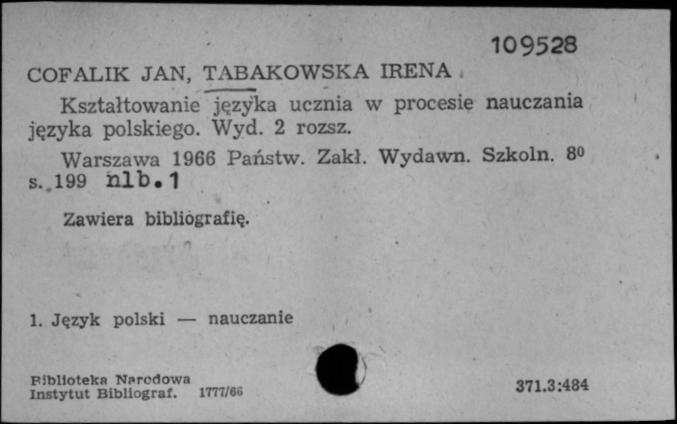 109528
COFALIK JAN, TABAKOWSKA IRENA
Kształtowanie języka ucznia w procesie nauczania
języka polskiego. Wyd. 2 rozsz.
Warszawa 1966 Państw. Zakł. Wydawn. Szkoln. 8⁰
s. 199 nlb. 1
Zawiera bibliografię.
1. Język polski — nauczanie
Biblioteka Narodowa
Instytut Bibliograf. 1777/66
371.3:484